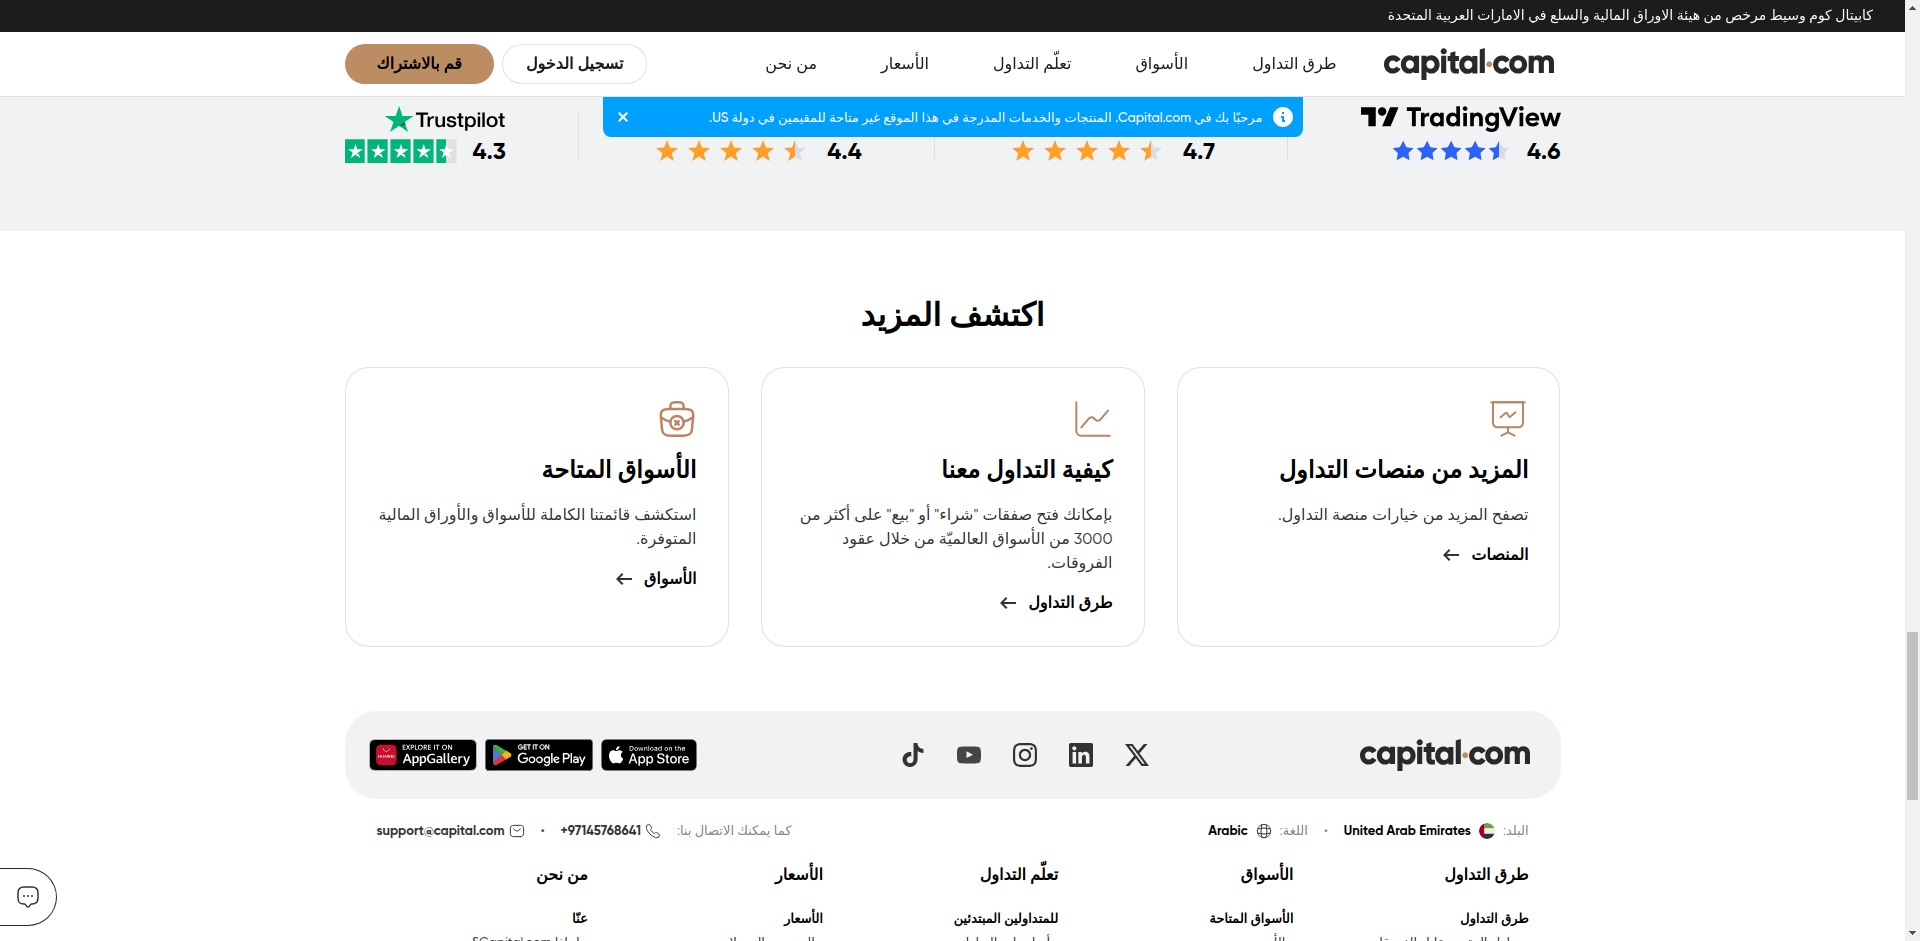 كابيتال كوم وسيط مرخص من هيئة الاوراق المالية والسلع في الامارات العربية المتحدة
capital.com
طرق التداول
الأسواق
تعلّم التداول
الأسعار
من نحن
تسجيل الدخول
قم بالاشتراك
مرحبًا بك في Capital.com. المنتجات والخدمات المدرجة في هذا الموقع غير متاحة للمقيمين في دولة US.
TradingView
4.6
4.7
4.4
Trustpilot
4.3
اكتشف المزيد
المزيد من منصات التداول
تصفح المزيد من خيارات منصة التداول.
المنصات
كيفية التداول معنا
بإمكانك فتح صفقات "شراء" أو "بيع" على أكثر من
3000 من الأسواق العالميّة من خلال عقود
الفروقات.
طرق التداول
الأسواق المتاحة
استكشف قائمتنا الكاملة للأسواق والأوراق المالية
المتوفرة.
الأسواق
capital.com
Download on the
App Store
GET IT ON
Google Play
EXPLORE IT ON
AppGallery
HUAWEI
البلد: United Arab Emirates • اللغة: Arabic
كما يمكنك الاتصال بنا: +97145768641 • support@capital.com
طرق التداول
الأسواق
تعلّم التداول
الأسعار
من نحن
طرق التداول
الأسواق المتاحة
للمتداولين المبتدئين
الأسعار
عنّا